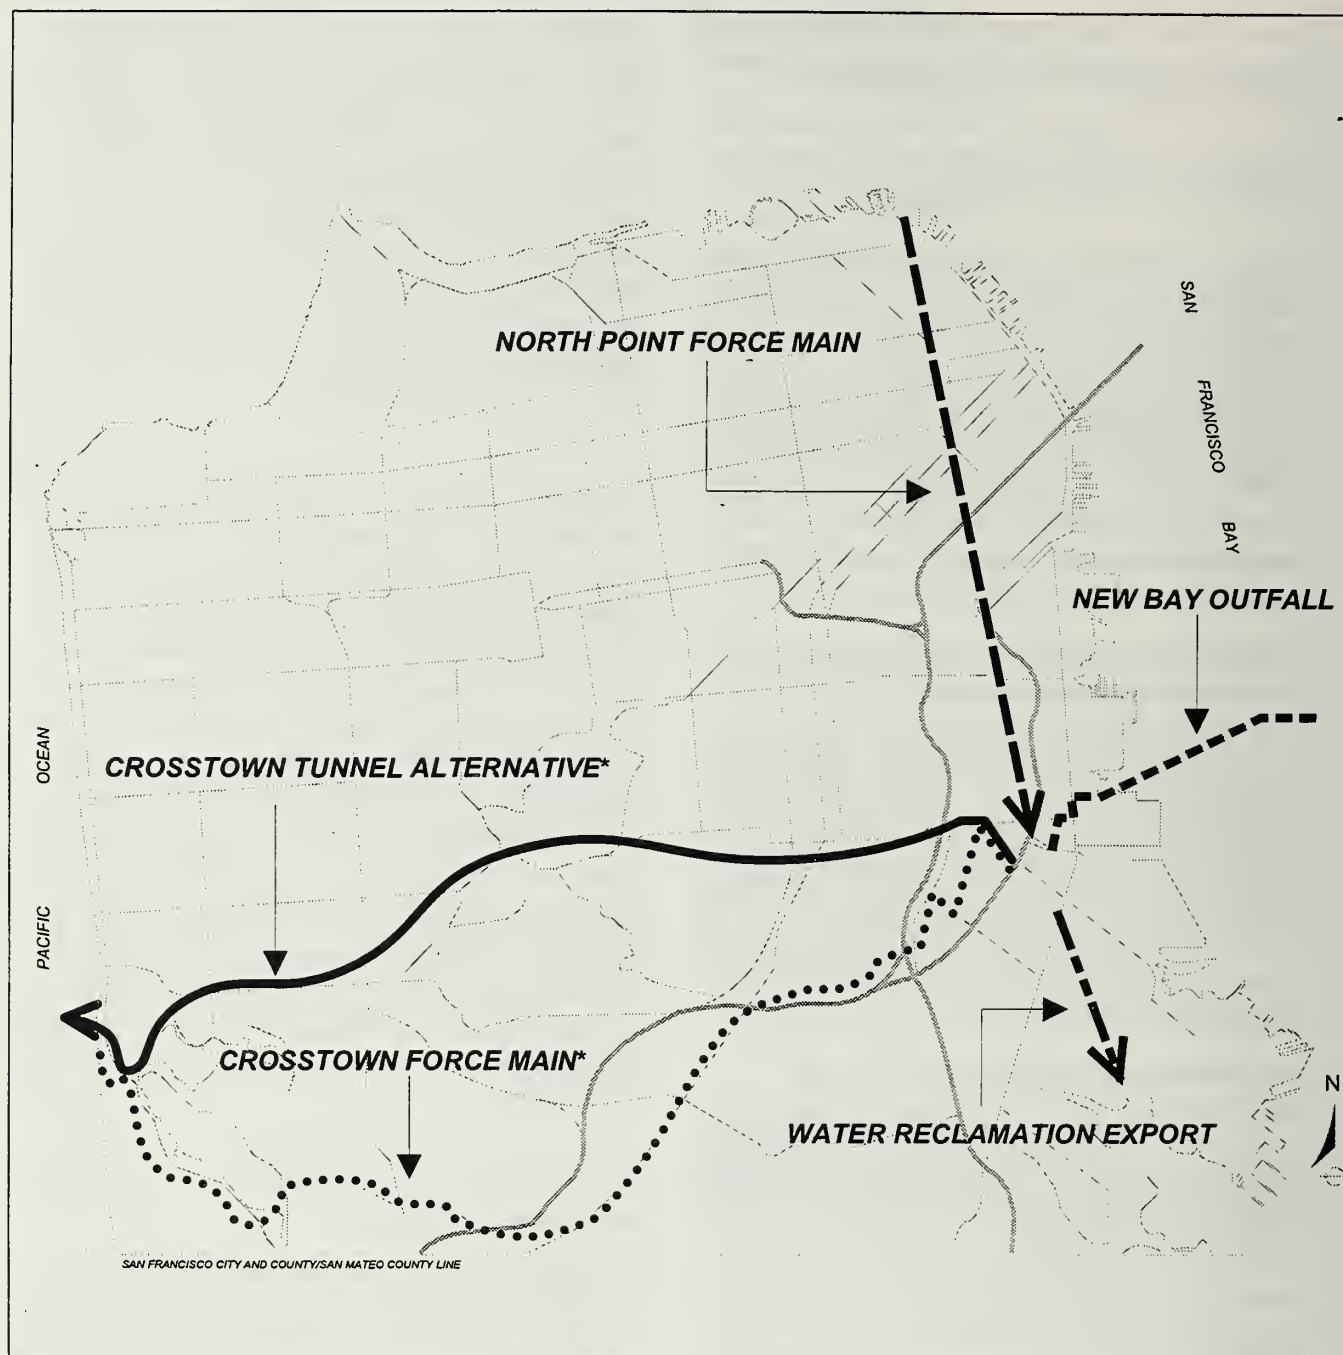 SAN
FRANCISCO
BAY
NORTH POINT FORCE MAIN
NEW BAY OUTFALL
OCEAN
CROSSTOWN TUNNEL ALTERNATIVE*
PACIFIC
CROSSTOWN FORCE MAIN*
N
WATER RECLAMATION EXPORT
SAN FRANCISCO CITY AND COUNTY/SAN MATEO COUNTY LINE